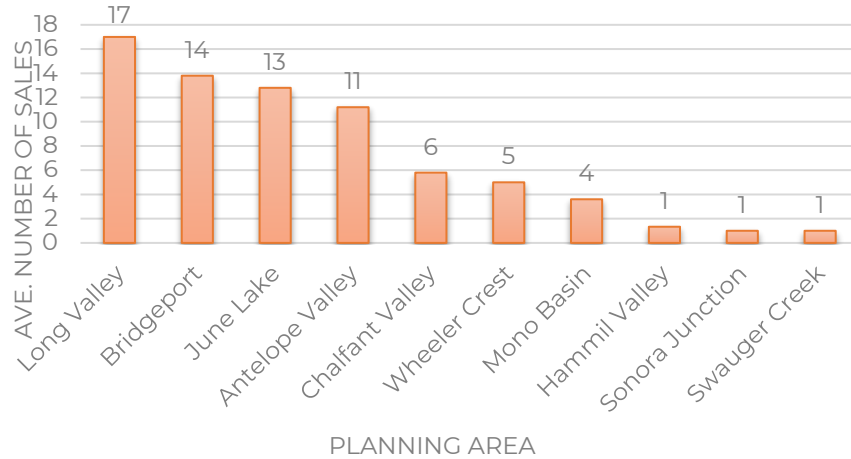 AVE. NUMBER OF SALES
18
16
14
12
10
8
6
4
2
0
17
14
13
11
6
5
4
1
1
1
Long Valley
Bridgeport
June Lake
Antelope Valley
Chalfant Valley
Wheeler Crest
Mono Basin
Hammil Valley
Sonora Junction
Swauger Creek
PLANNING AREA